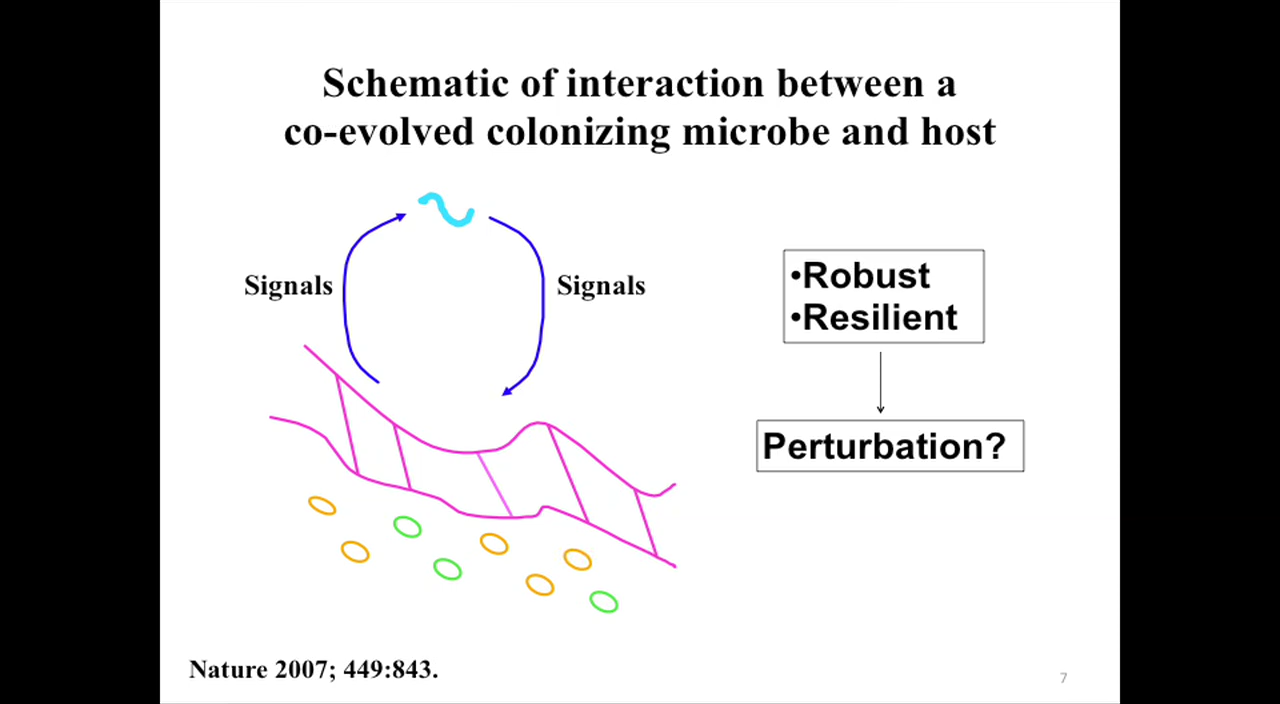 Schematic of interaction between a
co-evolved colonizing microbe and host
Signals
Signals
•Robust
•Resilient
Perturbation?
Nature 2007; 449:843.
7